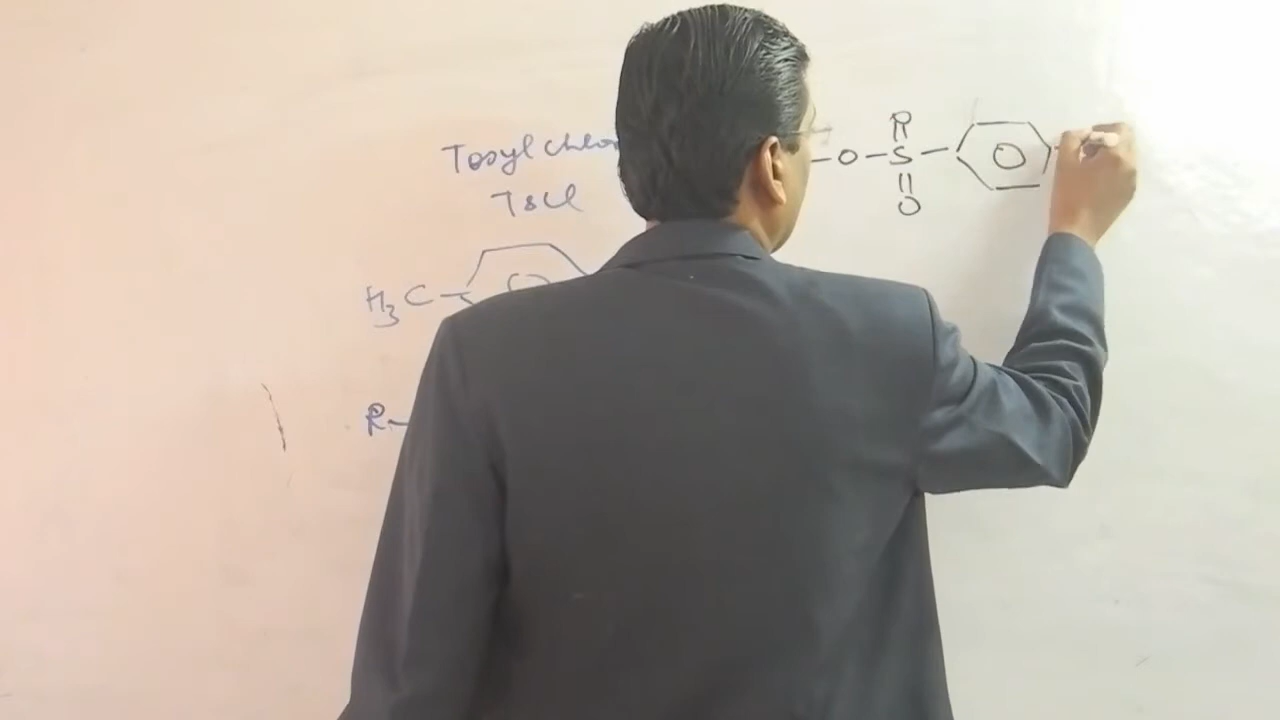 Tosyl chlo
TsCl
H3C-
R-
R
-O-S-
O